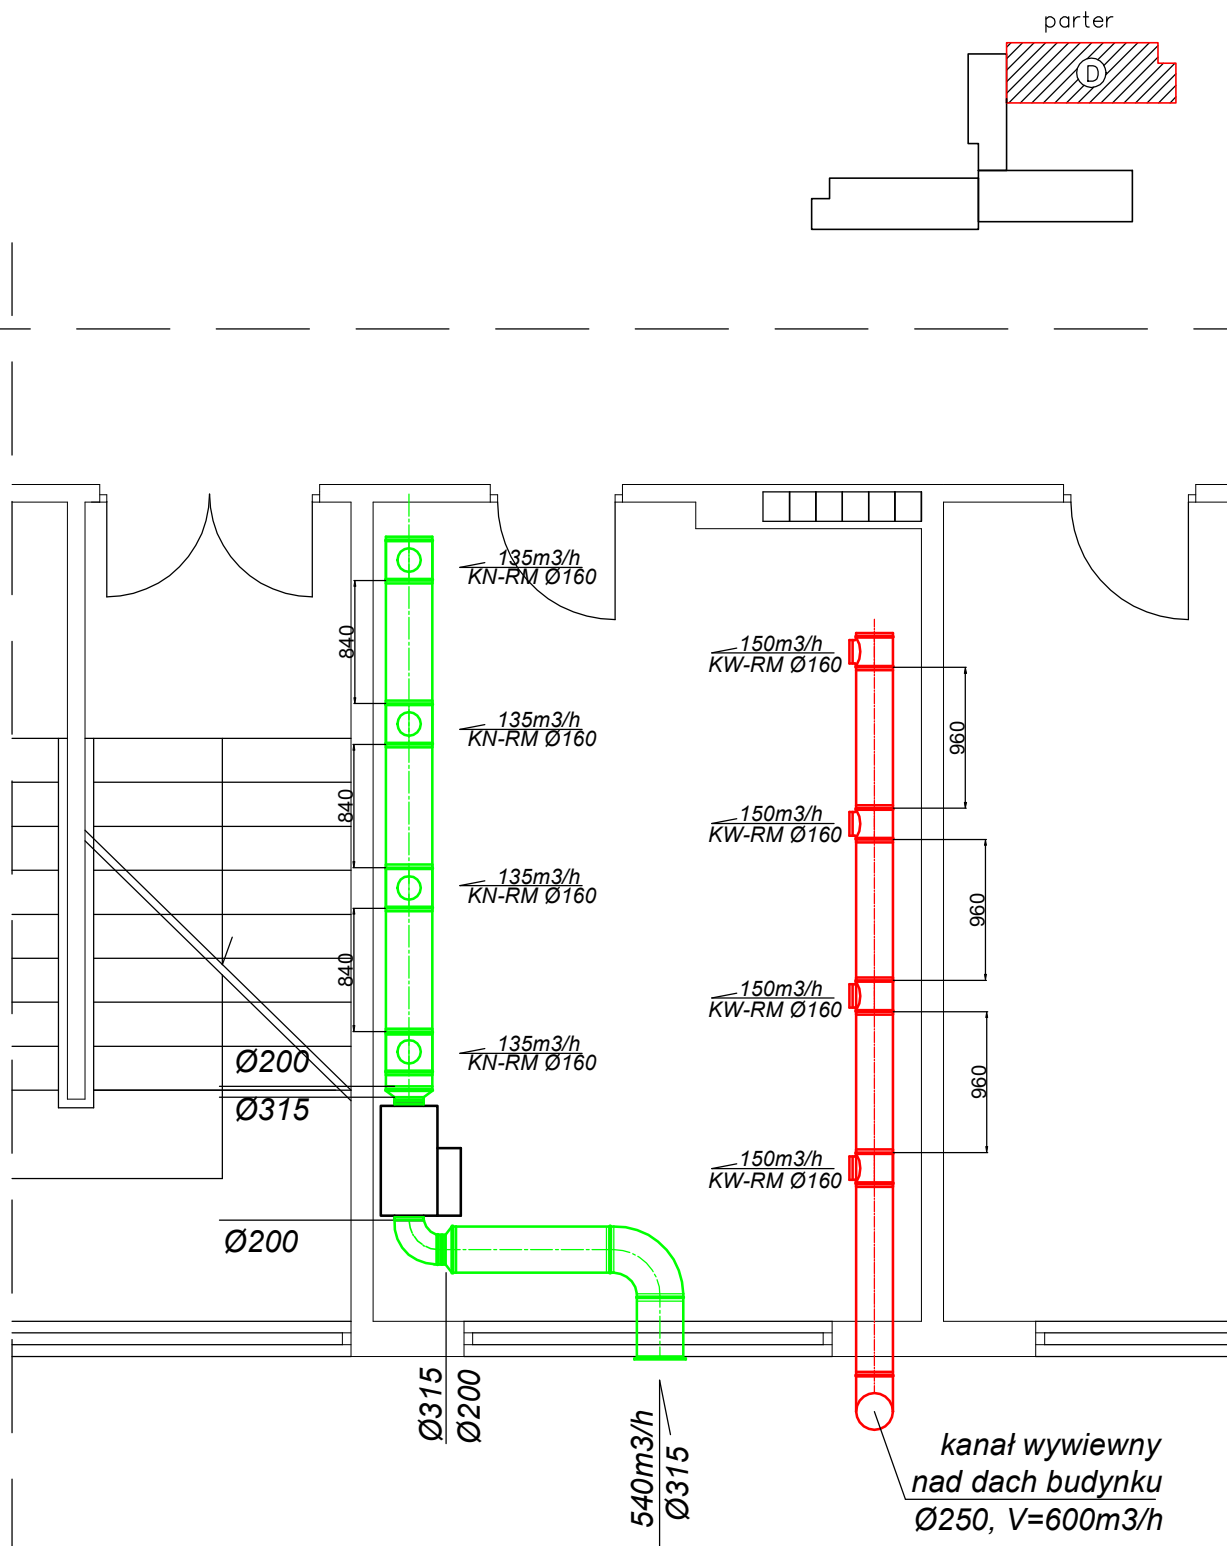 parter
D
135m3/h
KN-RM Ø160
840
150m3/h
KW-RM Ø160
135m3/h
KN-RM Ø160
960
840
150m3/h
KW-RM Ø160
135m3/h
KN-RM Ø160
960
840
150m3/h
KW-RM Ø160
135m3/h
KN-RM Ø160
Ø200
960
Ø315
150m3/h
KW-RM Ø160
Ø200
Ø315
Ø200
540m3/h
Ø315
kanał wywiewny
nad dach budynku
Ø250, V=600m3/h